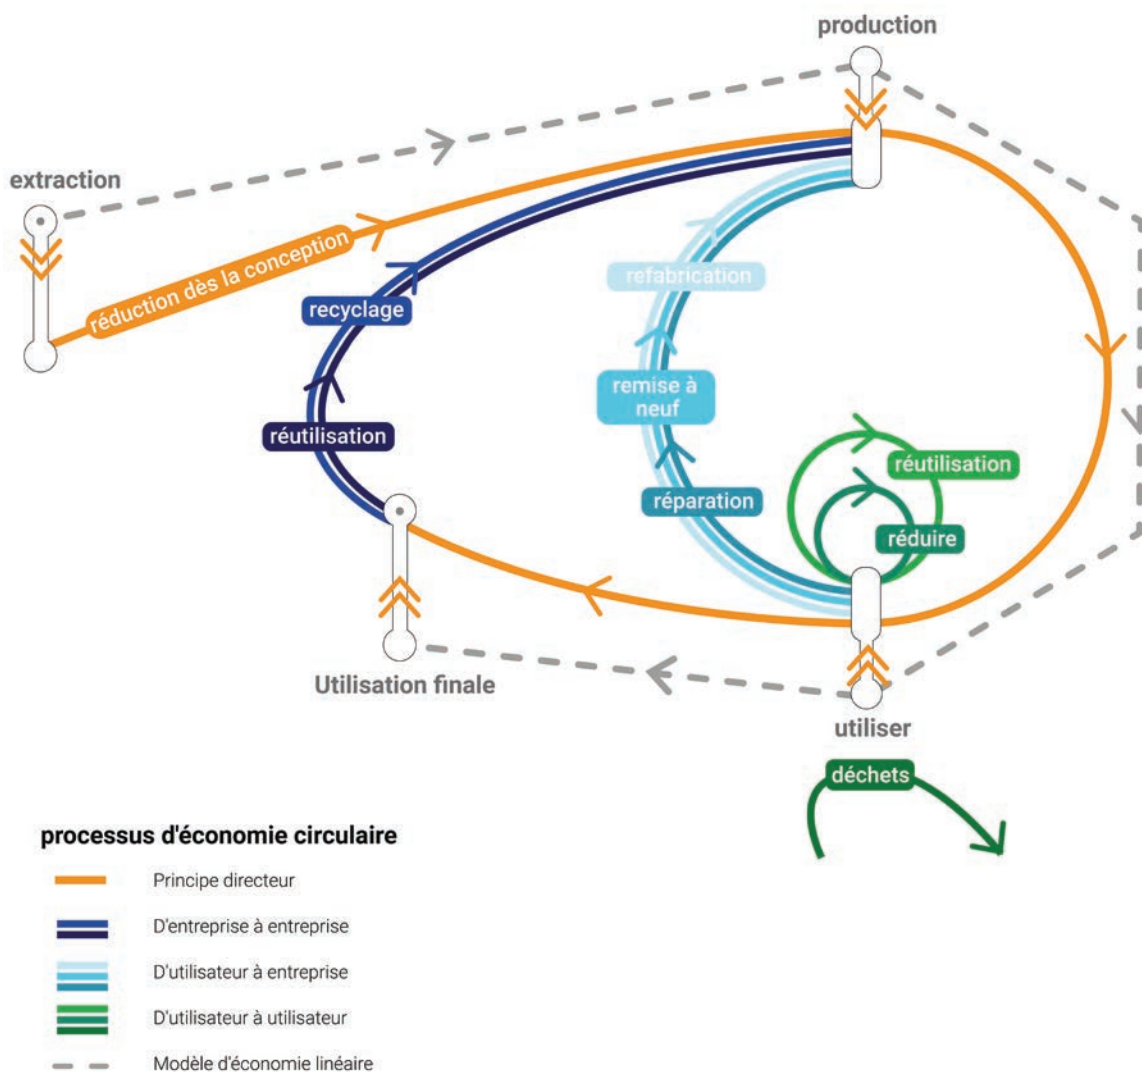 production
extraction
réduction dès la conception
refabrication
recyclage
remise à
neuf
réutilisation
réutilisation
réparation
réduire
Utilisation finale
utiliser
déchets
processus d'économie circulaire
Principe directeur
D'entreprise à entreprise
D'utilisateur à entreprise
D'utilisateur à utilisateur
Modèle d'économie linéaire